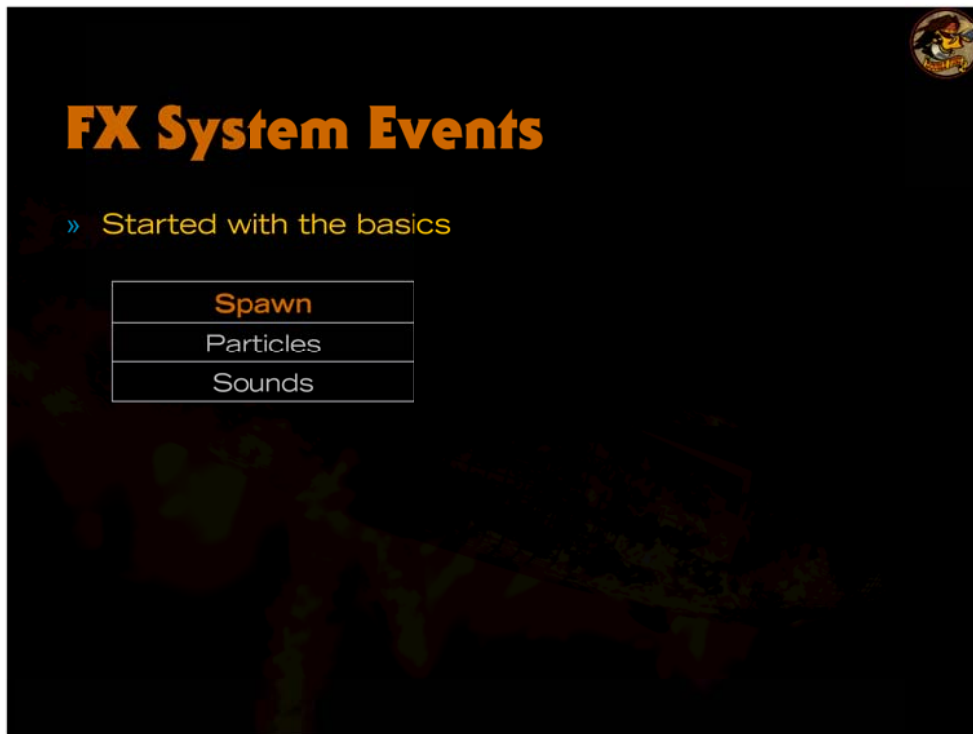 FX System Events
» Started with the basics
Spawn
Particles
Sounds